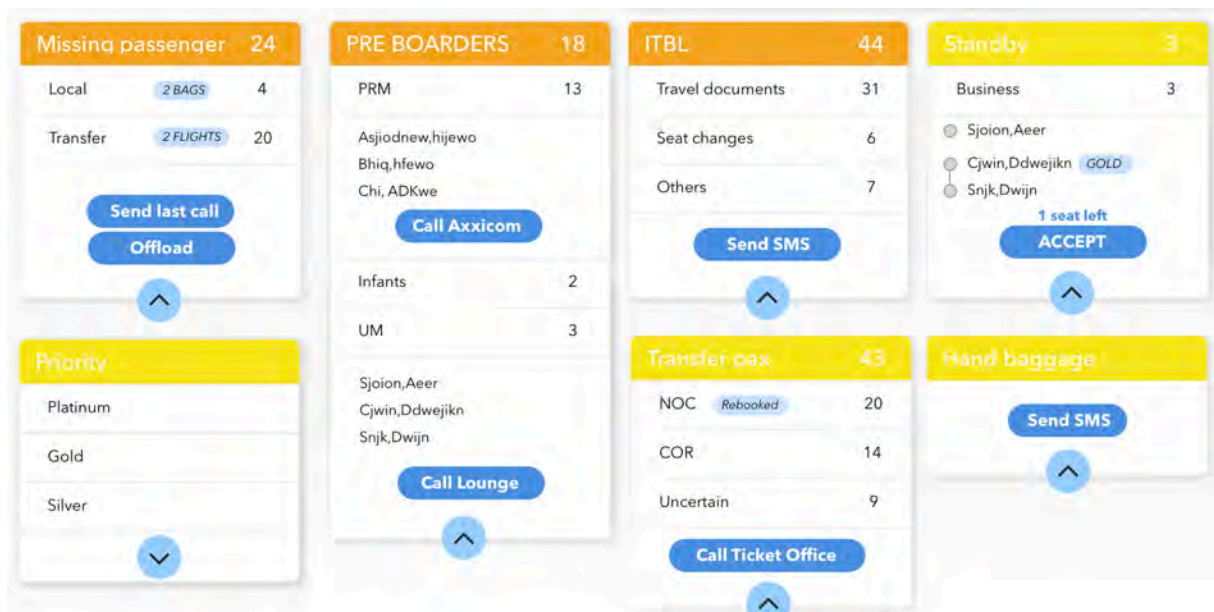 Missing passenger 24
Local 2 BAGS 4
Transfer 2 FLIGHTS 20
Send last call
Offload
Priority
Platinum
Gold
Silver
PRE BOARDERS 18
PRM 13
Asjiodnew,hijewo
Bhiq,hfewo
Chi, ADKwe
Call Axxicom
Infants 2
UM 3
Sjoion,Aeer
Cjwin,Ddwejikn
Snjk,Dwijn
Call Lounge
ITBL 44
Travel documents 31
Seat changes 6
Others 7
Send SMS
Transfer pax 43
NOC Rebooked 20
COR 14
Uncertain 9
Call Ticket Office
Standby 3
Business 3
Sjoion,Aeer
Cjwin,Ddwejikn GOLD
Snjk,Dwijn
1 seat left
ACCEPT
Hand baggage
Send SMS